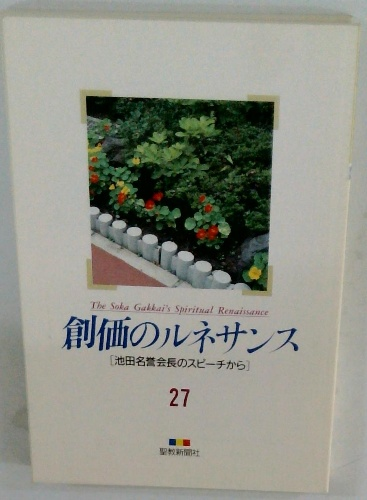 The Soka Gakkai's Spiritual Renaissance
創価のルネサンス
[池田名誉会長のスピーチから]
27
聖教新聞社